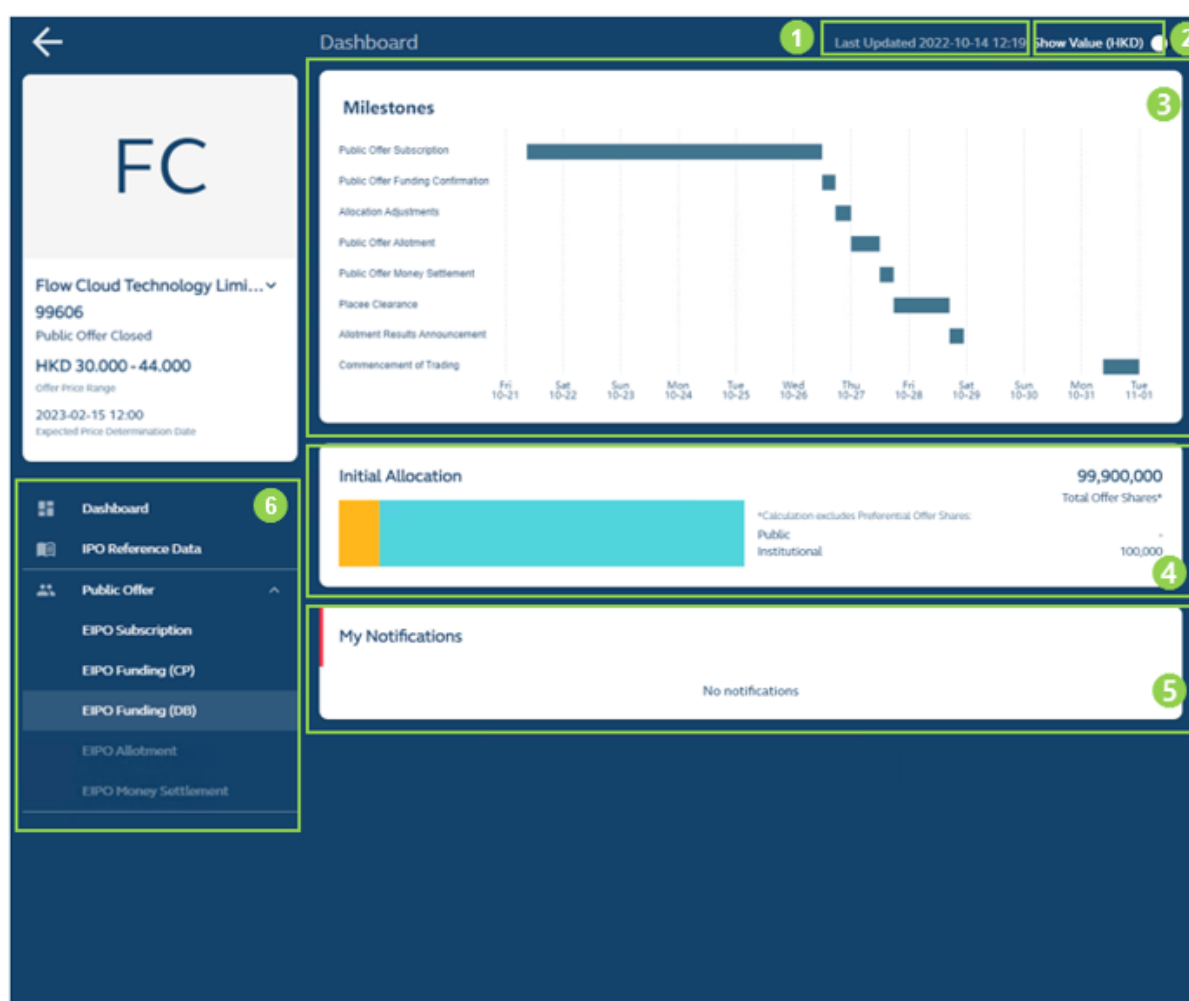 Dashboard
1
Last Updated 2022-10-14 12:19
Show Value (HKD)
2
FC
Flow Cloud Technology Limi...
99606
Public Offer Closed
HKD 30.000 - 44.000
Offer Price Range
2023-02-15 12:00
Expected Price Determination Date
Milestones
3
Public Offer Subscription
Public Offer Funding Confirmation
Allocation Adjustments
Public Offer Allotment
Public Offer Money Settlement
Placee Clearance
Allotment Results Announcement
Commencement of Trading
Fri Sat Sun Mon Tue Wed Thu Fri Sat Sun Mon Tue
10-21 10-22 10-23 10-24 10-25 10-26 10-27 10-28 10-29 10-30 10-31 11-01
Initial Allocation
99,900,000
Total Offer Shares*
*Calculation excludes Preferential Offer Shares:
Public -
Institutional 100,000
4
My Notifications
No notifications
5
6
Dashboard
IPO Reference Data
Public Offer
EIPO Subscription
EIPO Funding (CP)
EIPO Funding (DB)
EIPO Allotment
EIPO Money Settlement